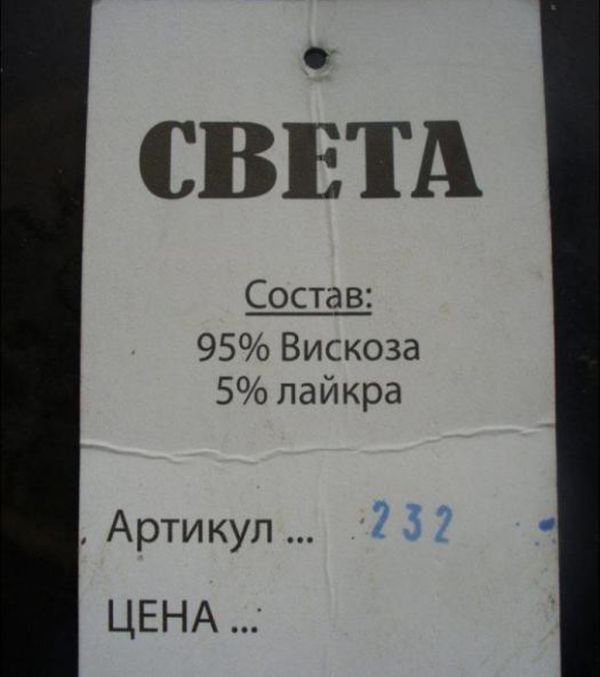 СВЕТА
Состав:
95% Вискоза
5% лайкра
Артикул ... 232
ЦЕНА ...